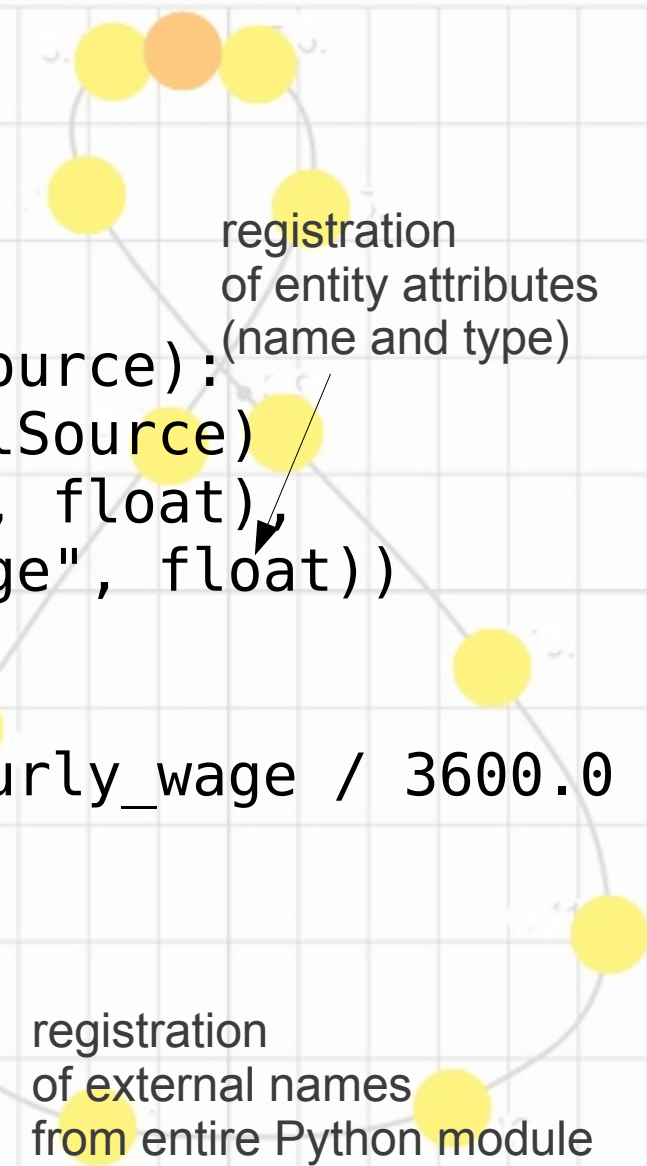 registration
of entity attributes
(name and type)
ource):
lSource)
, float),
ge", float))
urly_wage / 3600.0
registration
of external names
from entire Python module